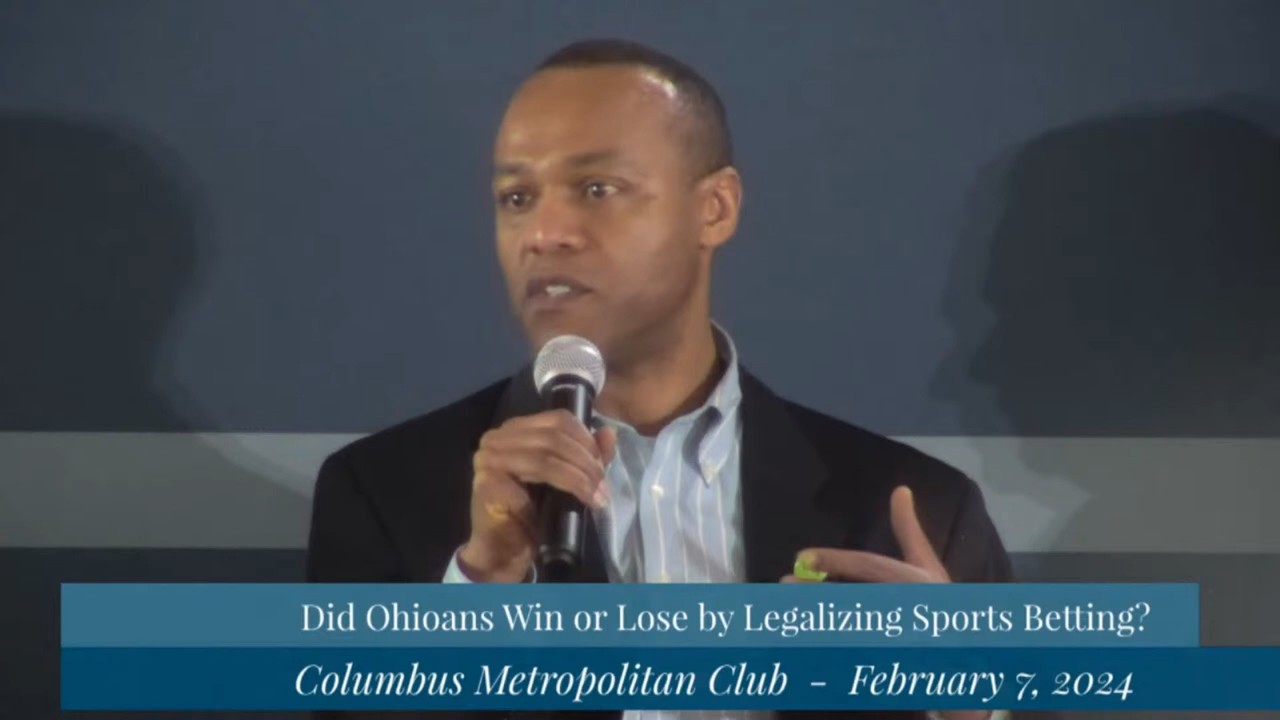 Did Ohioans Win or Lose by Legalizing Sports Betting?
Columbus Metropolitan Club - February 7, 2024